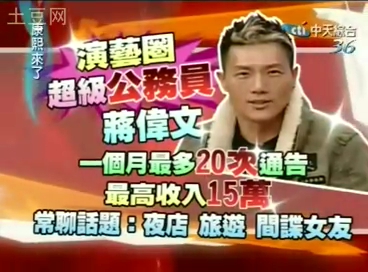 土豆网
康熙來了
cti 中天綜合
36
演藝圈
超級公務員
蔣偉文
一個月最多20次通告
最高收入15萬
常聊話題：夜店 旅遊 間諜女友